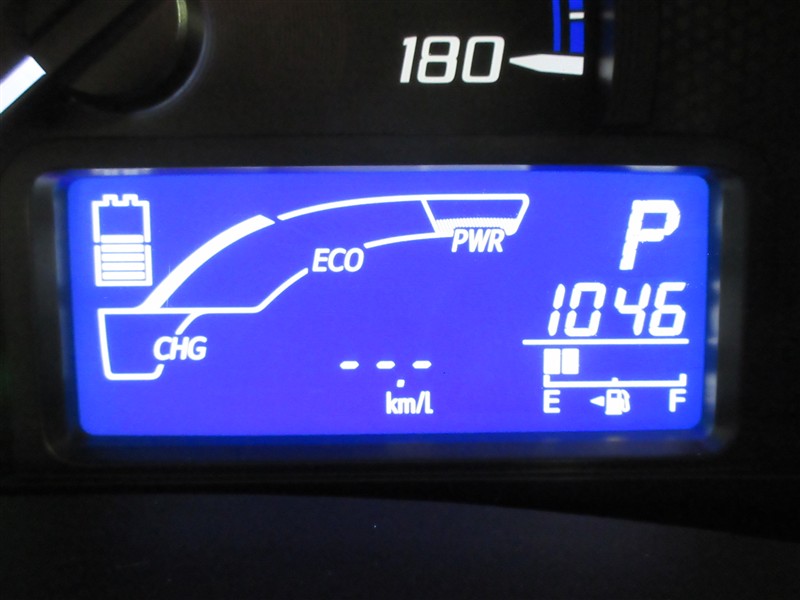 180
P
ECO
PWR
1046
CHG
---.
km/l
E F